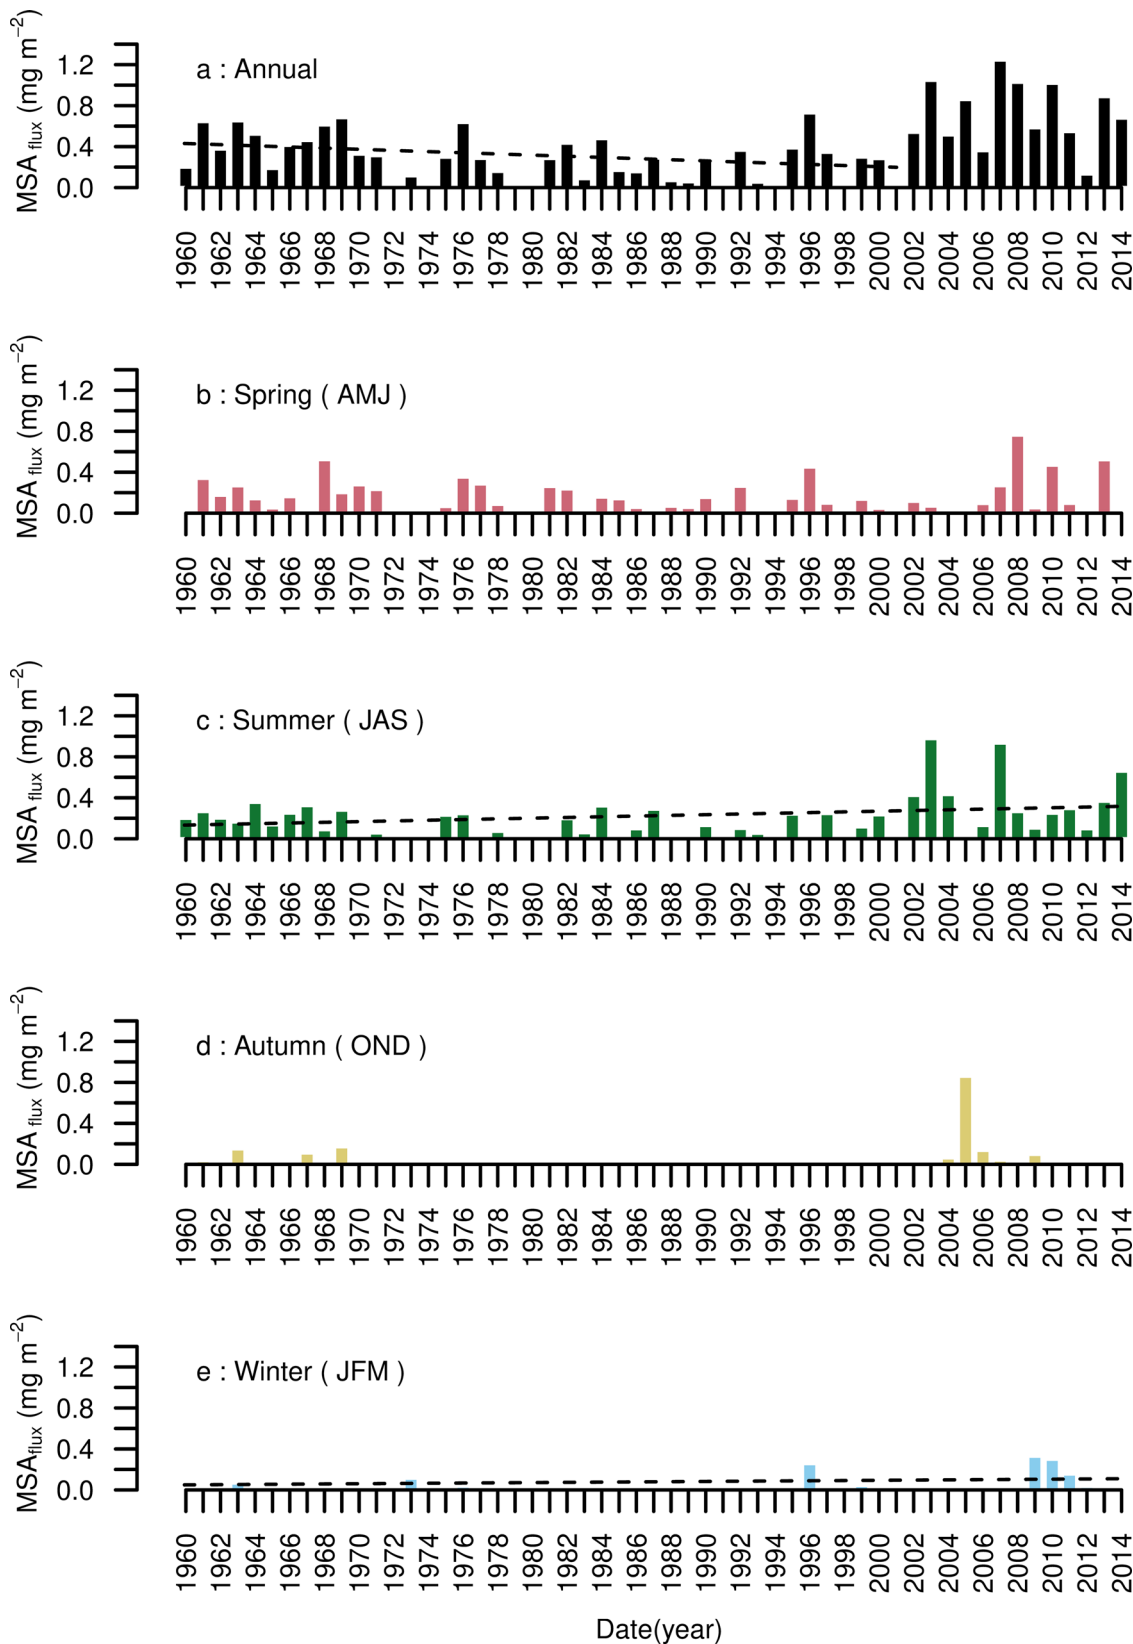 a : Annual
MSA flux (mg m−2)
1.2
0.8
0.4
0.0
1960 1962 1964 1966 1968 1970 1972 1974 1976 1978 1980 1982 1984 1986 1988 1990 1992 1994 1996 1998 2000 2002 2004 2006 2008 2010 2012 2014
b : Spring ( AMJ )
MSA flux (mg m−2)
1.2
0.8
0.4
0.0
1960 1962 1964 1966 1968 1970 1972 1974 1976 1978 1980 1982 1984 1986 1988 1990 1992 1994 1996 1998 2000 2002 2004 2006 2008 2010 2012 2014
c : Summer ( JAS )
MSA flux (mg m−2)
1.2
0.8
0.4
0.0
1960 1962 1964 1966 1968 1970 1972 1974 1976 1978 1980 1982 1984 1986 1988 1990 1992 1994 1996 1998 2000 2002 2004 2006 2008 2010 2012 2014
d : Autumn ( OND )
MSA flux (mg m−2)
1.2
0.8
0.4
0.0
1960 1962 1964 1966 1968 1970 1972 1974 1976 1978 1980 1982 1984 1986 1988 1990 1992 1994 1996 1998 2000 2002 2004 2006 2008 2010 2012 2014
e : Winter ( JFM )
MSAflux (mg m−2)
1.2
0.8
0.4
0.0
1960 1962 1964 1966 1968 1970 1972 1974 1976 1978 1980 1982 1984 1986 1988 1990 1992 1994 1996 1998 2000 2002 2004 2006 2008 2010 2012 2014
Date(year)